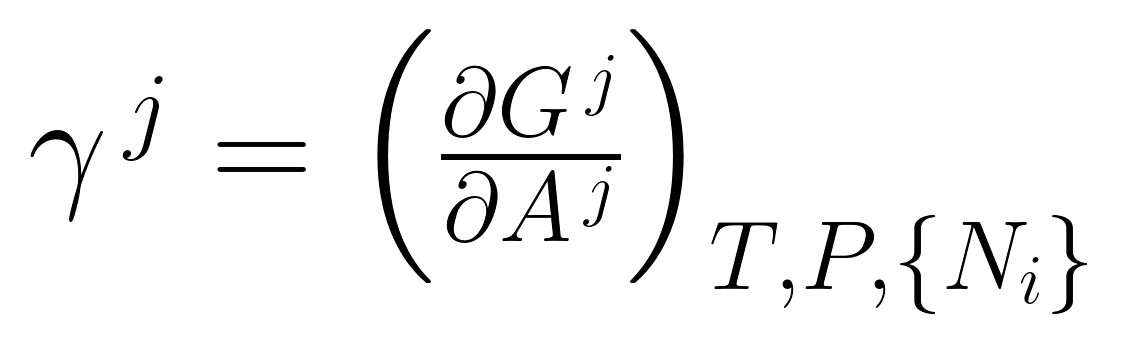 γ^j = (∂G^j / ∂A^j)_{T,P,{N_i}}